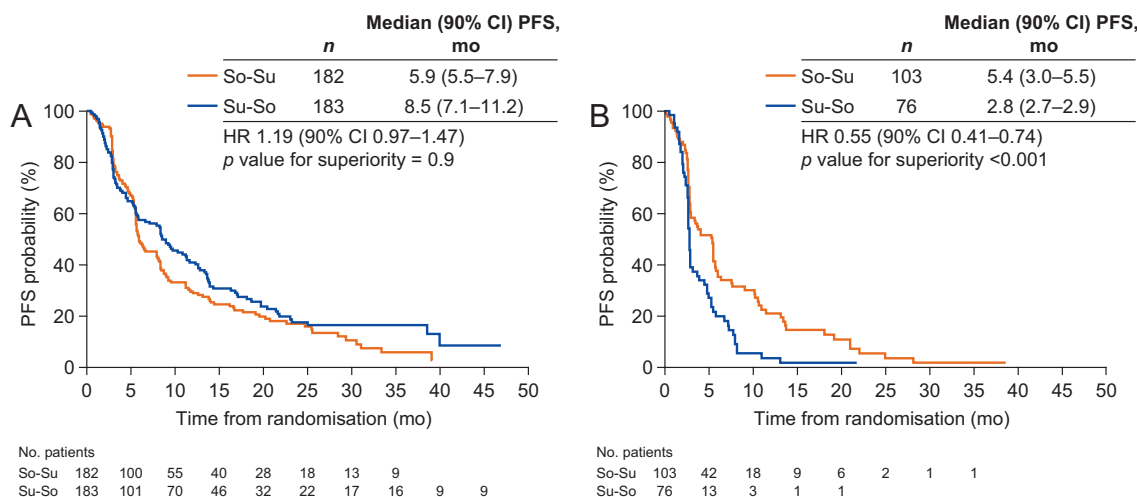 Median (90% CI) PFS,
n mo
So-Su 182 5.9 (5.5–7.9)
Su-So 183 8.5 (7.1–11.2)
HR 1.19 (90% CI 0.97–1.47)
p value for superiority = 0.9
A
PFS probability (%)
100
80
60
40
20
0
0 5 10 15 20 25 30 35 40 45 50
Time from randomisation (mo)
No. patients
So-Su 182 100 55 40 28 18 13 9
Su-So 183 101 70 46 32 22 17 16 9 9
Median (90% CI) PFS,
n mo
So-Su 103 5.4 (3.0–5.5)
Su-So 76 2.8 (2.7–2.9)
HR 0.55 (90% CI 0.41–0.74)
p value for superiority <0.001
B
PFS probability (%)
100
80
60
40
20
0
0 5 10 15 20 25 30 35 40 45 50
Time from randomisation (mo)
No. patients
So-Su 103 42 18 9 6 2 1 1
Su-So 76 13 3 1 1